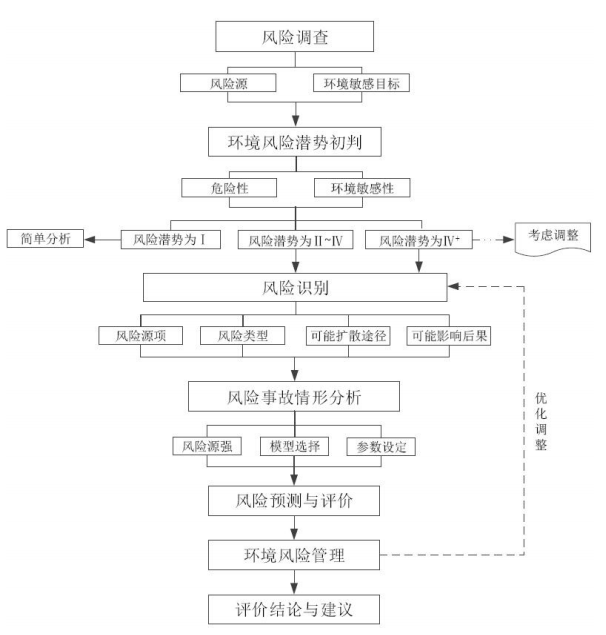 风险调查
风险源
环境敏感目标
环境风险潜势初判
危险性
环境敏感性
简单分析
风险潜势为Ⅰ
风险潜势为Ⅱ~Ⅳ
风险潜势为Ⅳ⁺
考虑调整
风险识别
风险源项
风险类型
可能扩散途径
可能影响后果
风险事故情形分析
优化调整
风险源强
模型选择
参数设定
风险预测与评价
环境风险管理
评价结论与建议